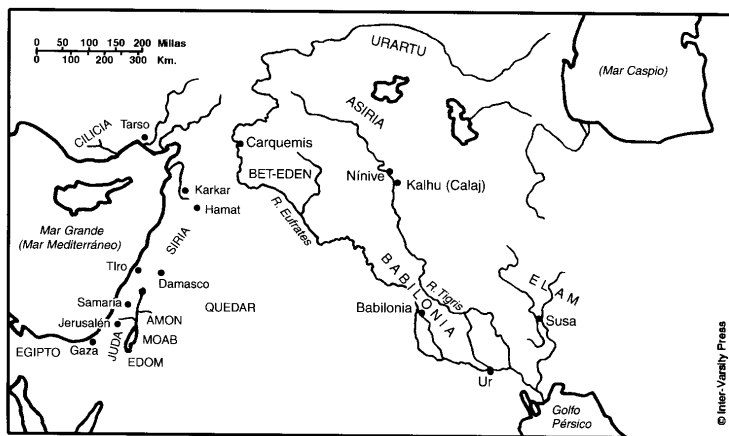 0 50 100 150 200 Millas
0 100 200 300 Km.
URARTU
(Mar Caspio)
ASIRIA
CILICIA
Tarso
Carquemis
BET-EDEN
Nínive
Kalhu (Calaj)
Karkar
Hamat
R. Eufrates
Mar Grande
(Mar Mediterráneo)
SIRIA
TIro
Damasco
BABILONIA
R. Tigris
ELAM
Samaria
QUEDAR
Babilonia
Susa
Jerusalén
AMON
JUDA
MOAB
EGIPTO
Gaza
EDOM
Ur
Golfo
Pérsico
© Inter-Varsity Press